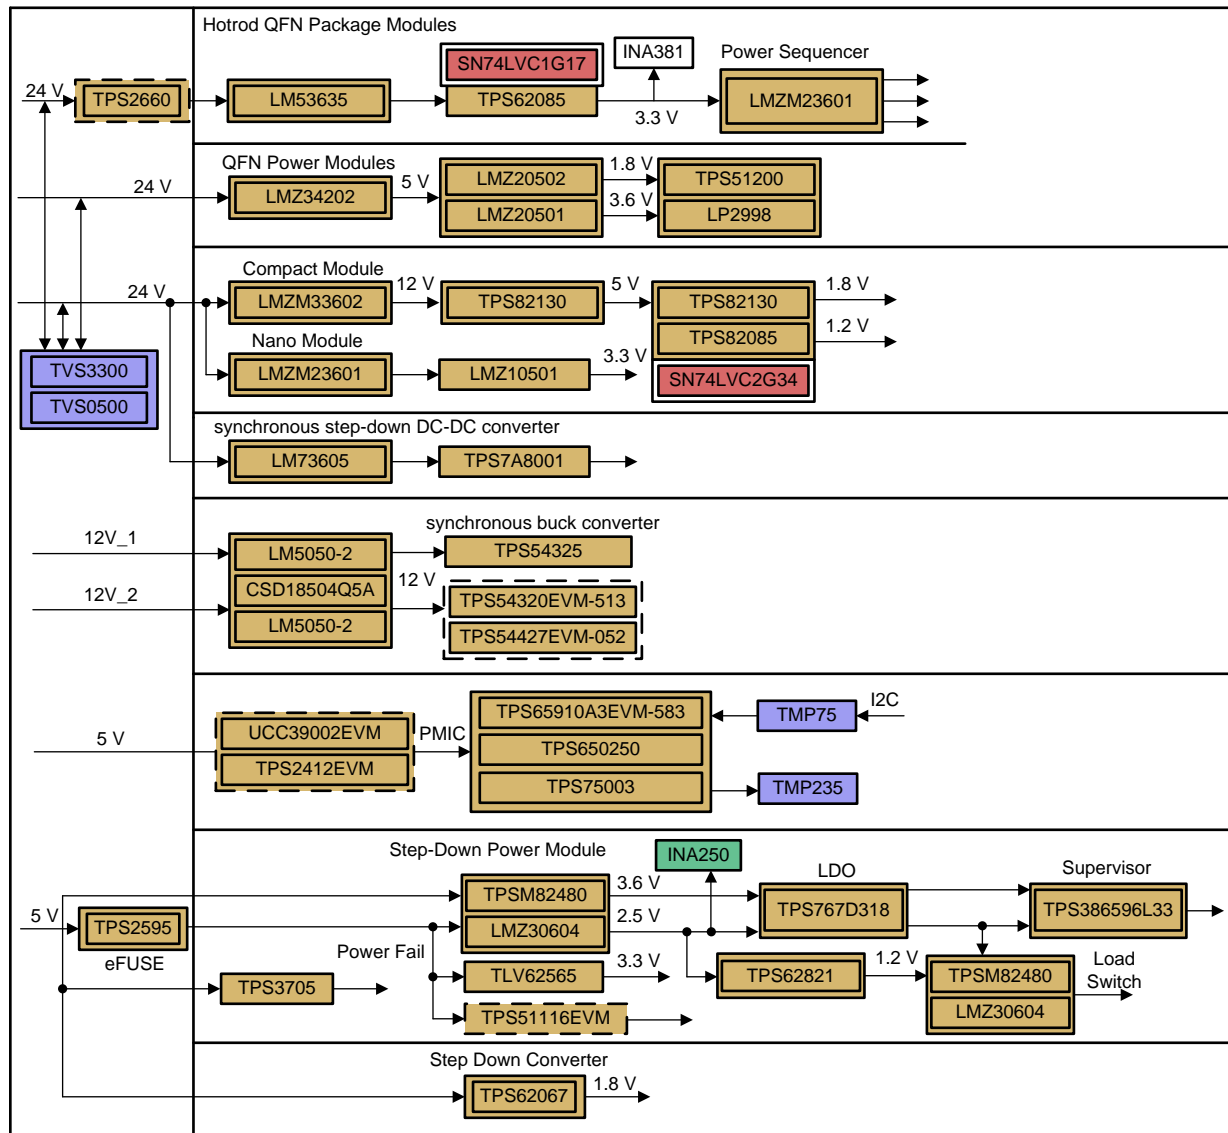 Hotrod QFN Package Modules
SN74LVC1G17
INA381
Power Sequencer
24 V
TPS2660
LM53635
TPS62085
3.3 V
LMZM23601
QFN Power Modules
24 V
LMZ34202
5 V
LMZ20502
LMZ20501
1.8 V
3.6 V
TPS51200
LP2998
Compact Module
24 V
LMZM33602
12 V
TPS82130
5 V
TPS82130
TPS82085
SN74LVC2G34
1.8 V
1.2 V
Nano Module
LMZM23601
LMZ10501
3.3 V
TVS3300
TVS0500
synchronous step-down DC-DC converter
LM73605
TPS7A8001
synchronous buck converter
12V_1
12V_2
LM5050-2
CSD18504Q5A
LM5050-2
12 V
TPS54325
TPS54320EVM-513
TPS54427EVM-052
5 V
UCC39002EVM
TPS2412EVM
PMIC
TPS65910A3EVM-583
TPS650250
TPS75003
TMP75
I2C
TMP235
Step-Down Power Module
INA250
LDO
Supervisor
5 V
TPS2595
eFUSE
TPSM82480
LMZ30604
3.6 V
2.5 V
TPS767D318
TPS386596L33
Power Fail
TPS3705
TLV62565
3.3 V
TPS51116EVM
TPS62821
1.2 V
TPSM82480
LMZ30604
Load
Switch
Step Down Converter
TPS62067
1.8 V